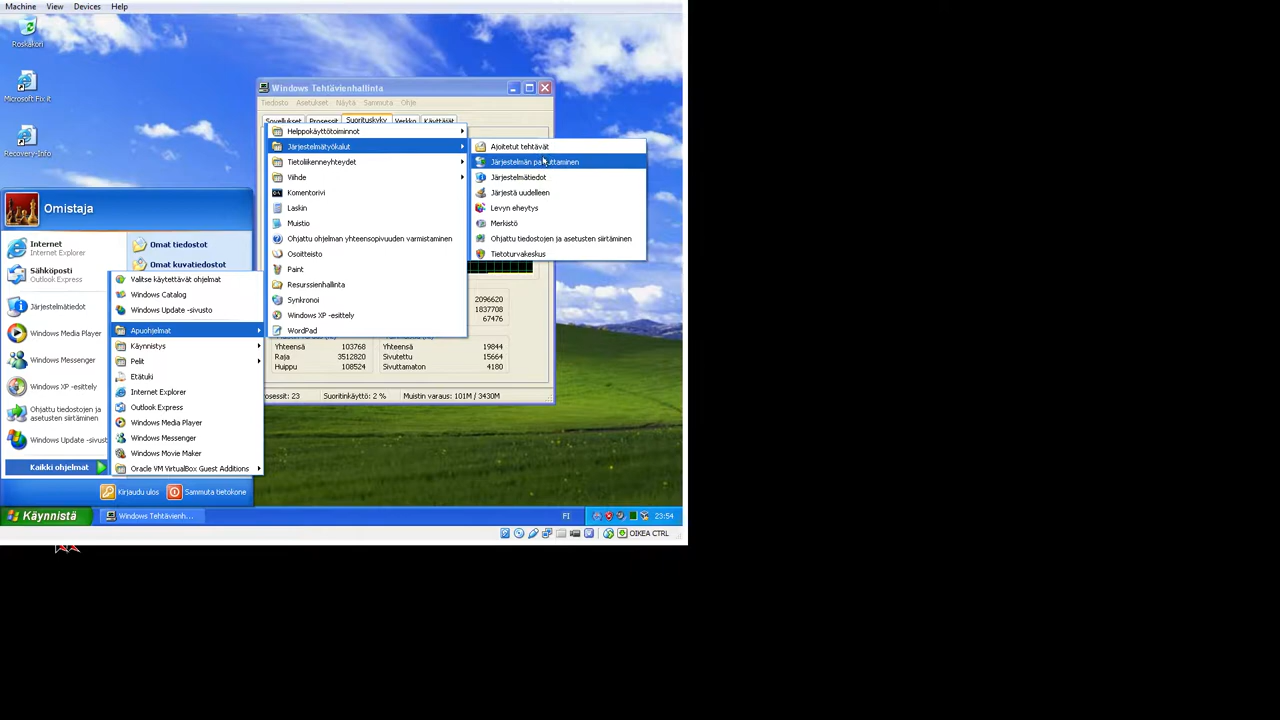 Machine View Devices Help
Roskakori
Microsoft Fix it
Recovery-Info
Windows Tehtävienhallinta
Tiedosto Asetukset Näytä Sammuta Ohje
Sovellukset Prosessit Suorituskyky Verkko Käyttäjät
Helppokäyttötoiminnot
Järjestelmätyökalut
Tietoliikenneyhteydet
Viihde
Komentorivi
Laskin
Muistio
Ohjattu ohjelman yhteensopivuuden varmistaminen
Osoitteisto
Paint
Resurssienhallinta
Synkronoi
Windows XP -esittely
WordPad
Ajoitetut tehtävät
Järjestelmän palauttaminen
Järjestelmätiedot
Järjestä uudelleen
Levyn eheytys
Merkistö
Ohjattu tiedostojen ja asetusten siirtäminen
Tietoturvakeskus
2096620
1837708
67476
Yhteensä 103768 Yhteensä 19844
Raja 3512820 Sivutettu 15664
Huippu 108524 Sivuttamaton 4180
osessit: 23 Suoritinkäyttö: 2 % Muistin varaus: 101M / 3430M
Omistaja
Internet
Internet Explorer
Sähköposti
Outlook Express
Järjestelmätiedot
Windows Media Player
Windows Messenger
Windows XP -esittely
Ohjattu tiedostojen ja
asetusten siirtäminen
Windows Update -sivusto
Kaikki ohjelmat
Omat tiedostot
Omat kuvatiedostot
Valitse käytettävät ohjelmat
Windows Catalog
Windows Update -sivusto
Apuohjelmat
Käynnistys
Pelit
Etätuki
Internet Explorer
Outlook Express
Windows Media Player
Windows Messenger
Windows Movie Maker
Oracle VM VirtualBox Guest Additions
Kirjaudu ulos Sammuta tietokone
Käynnistä Windows Tehtävienh... FI 23:54
OIKEA CTRL